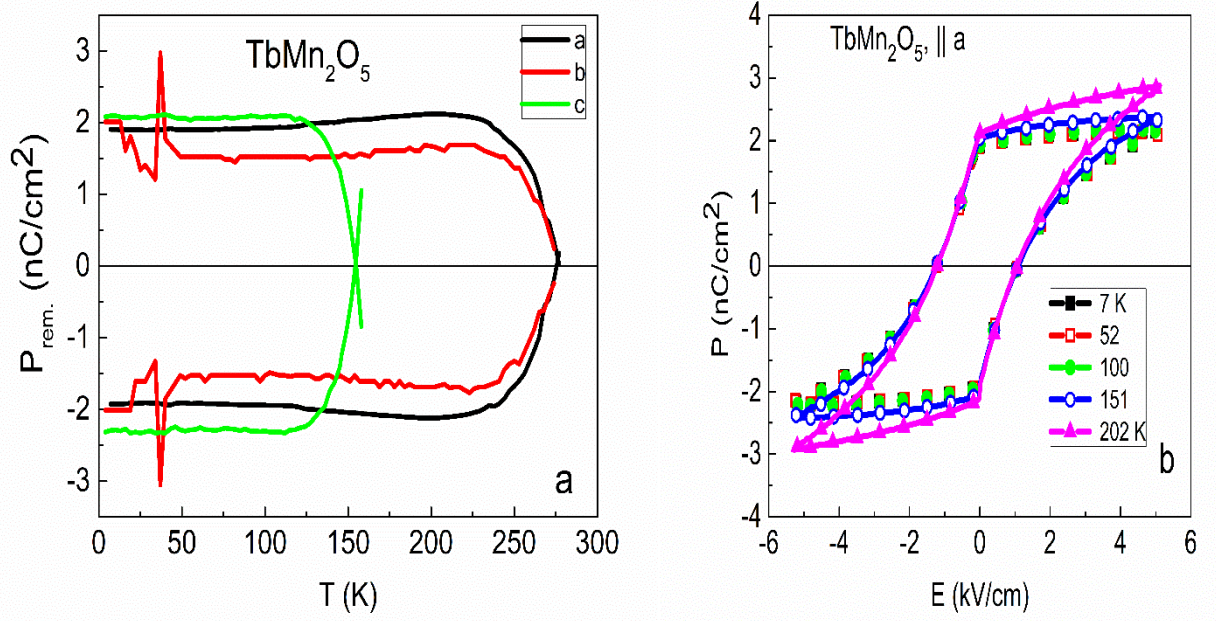 TbMn₂O₅
a
b
c
3
2
1
0
-1
-2
-3
P_rem. (nC/cm²)
0
50
100
150
200
250
300
T (K)
a
TbMn₂O₅, || a
4
3
2
1
0
-1
-2
-3
-4
P (nC/cm²)
7 K
52
100
151
202 K
b
-6
-4
-2
0
2
4
6
E (kV/cm)